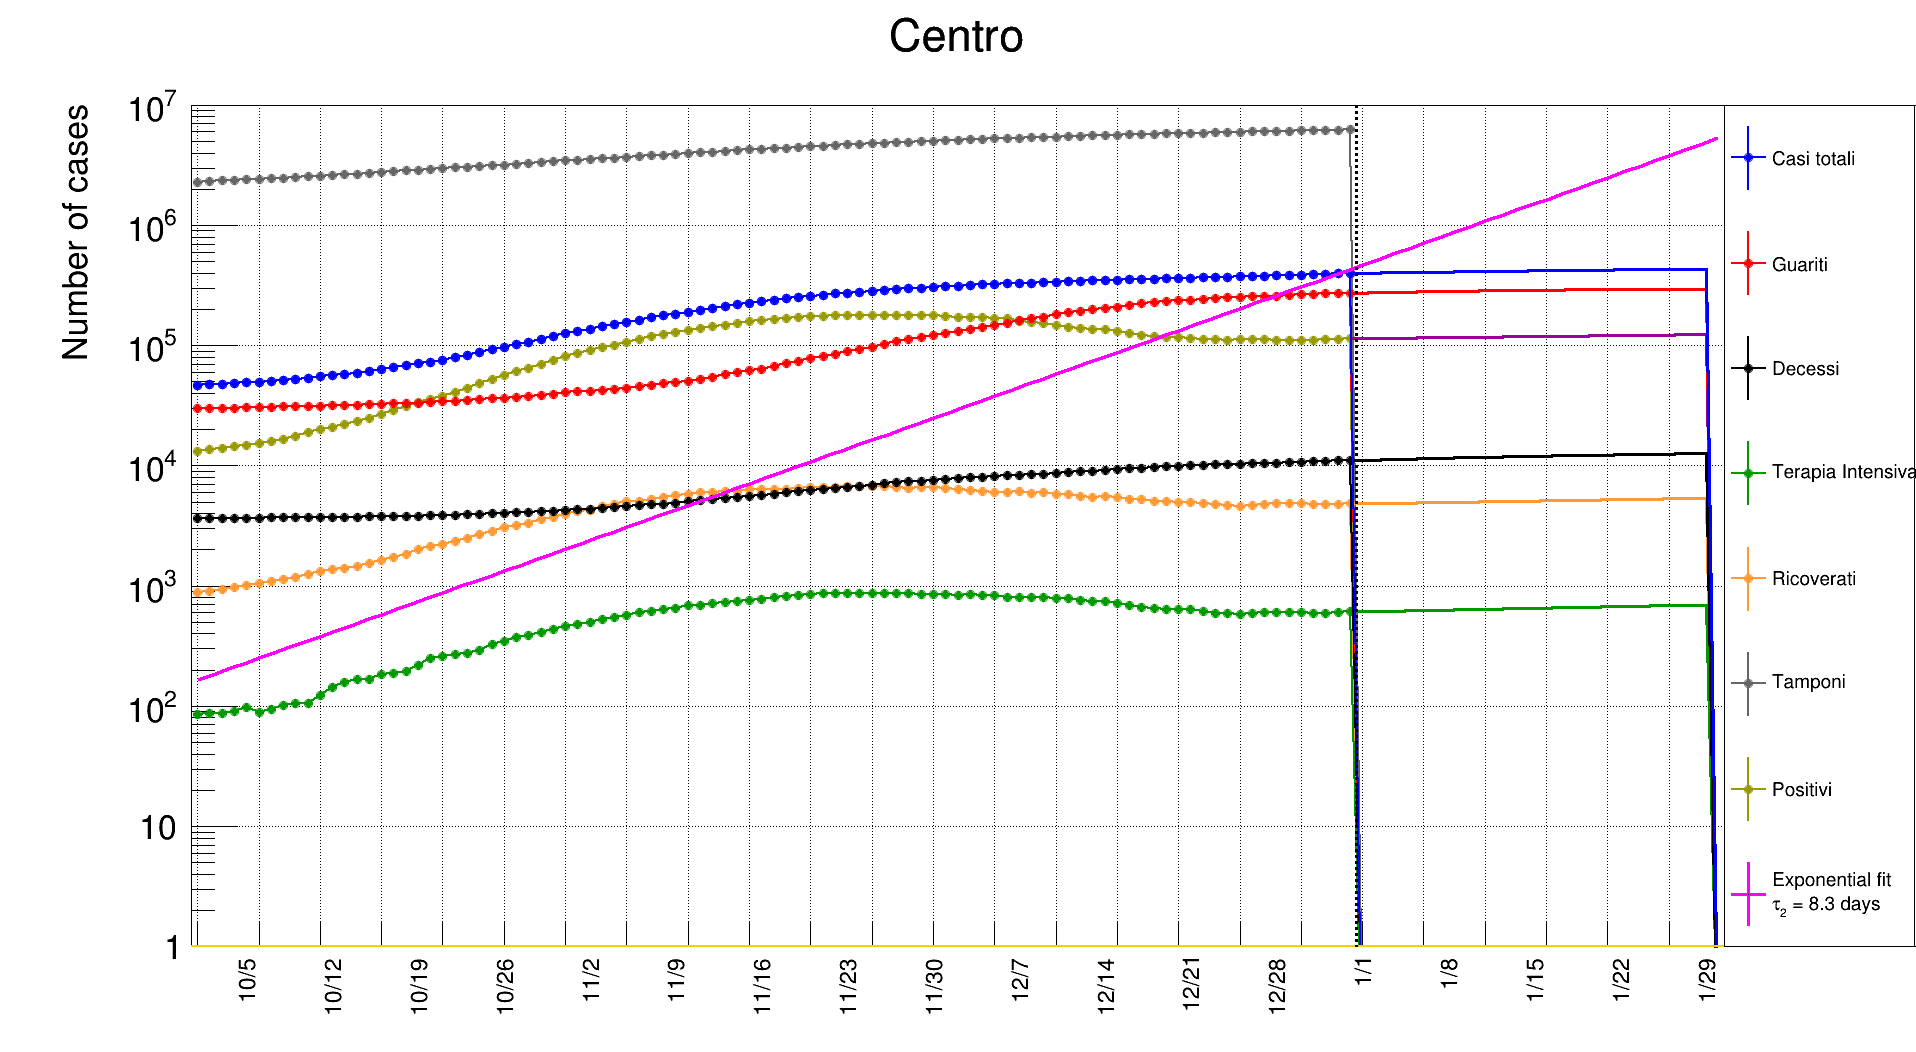 Centro
Number of cases
10^7
10^6
10^5
10^4
10^3
10^2
10
1
10/5
10/12
10/19
10/26
11/2
11/9
11/16
11/23
11/30
12/7
12/14
12/21
12/28
1/1
1/8
1/15
1/22
1/29
Casi totali
Guariti
Decessi
Terapia Intensiva
Ricoverati
Tamponi
Positivi
Exponential fit
τ₂ = 8.3 days